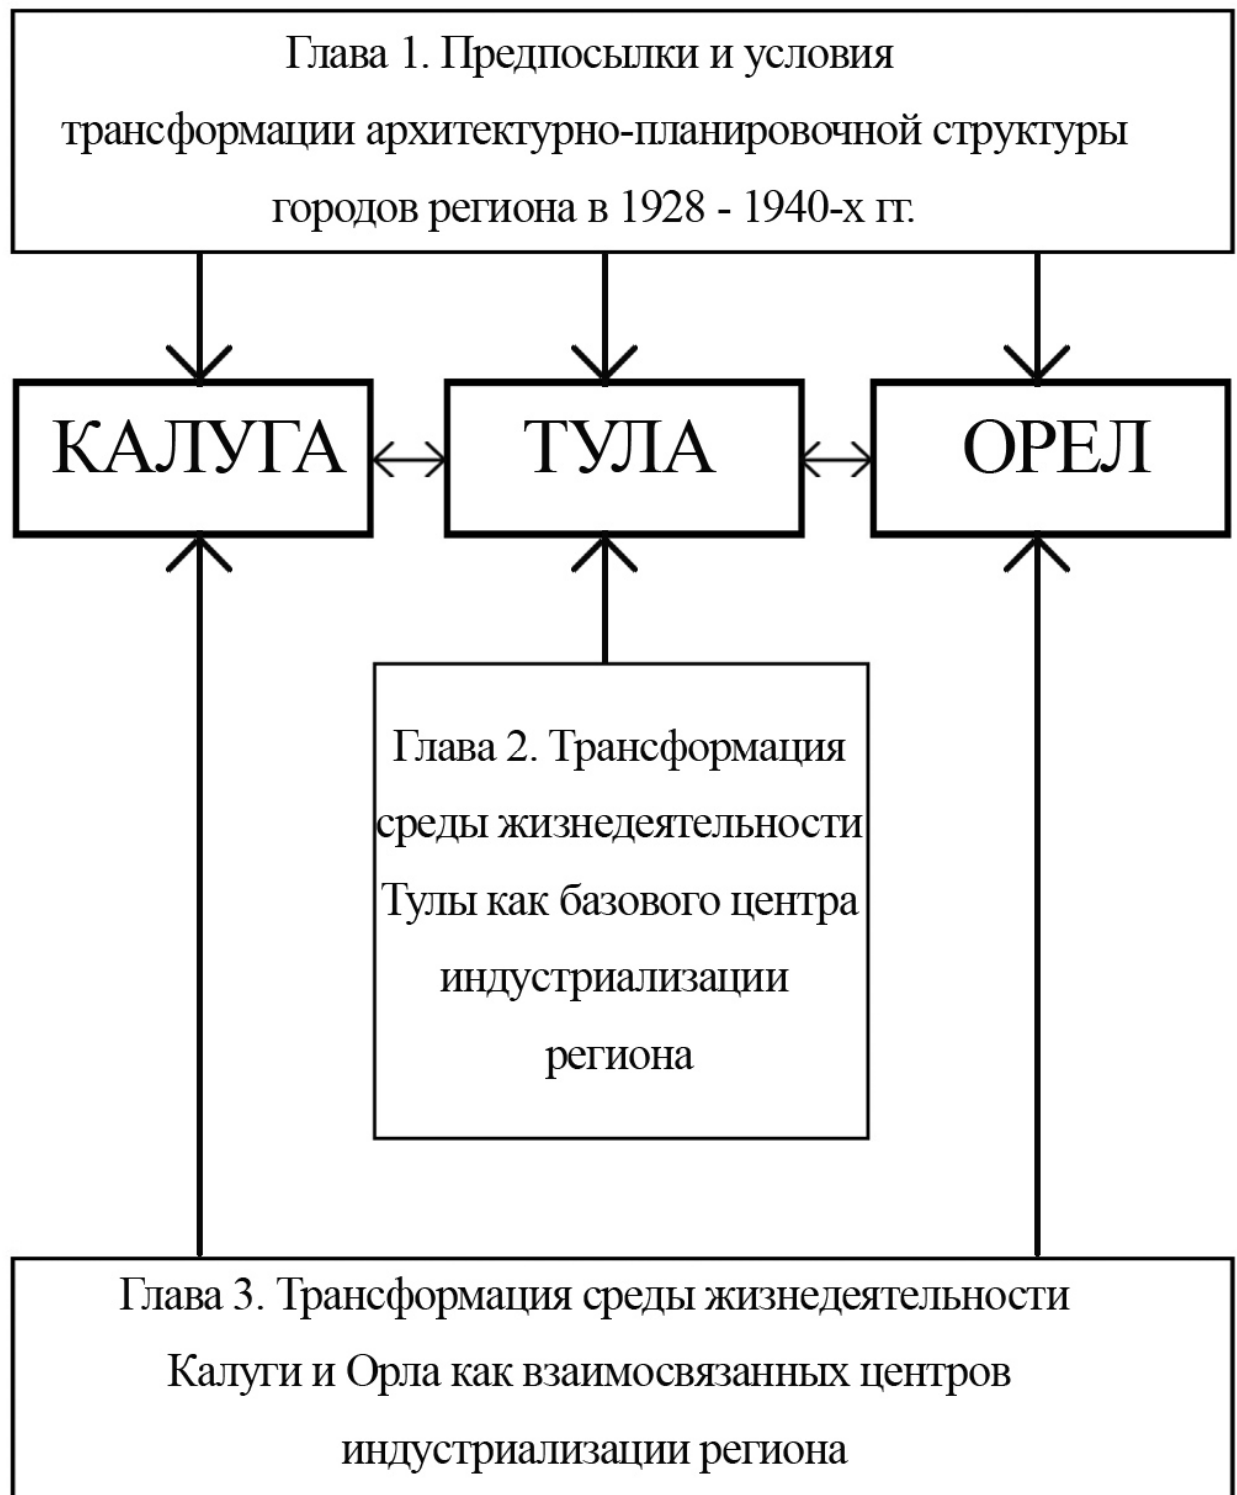 Глава 1. Предпосылки и условия
трансформации архитектурно-планировочной структуры
городов региона в 1928 - 1940-х гг.
КАЛУГА
ТУЛА
ОРЕЛ
Глава 2. Трансформация
среды жизнедеятельности
Тулы как базового центра
индустриализации
региона
Глава 3. Трансформация среды жизнедеятельности
Калуги и Орла как взаимосвязанных центров
индустриализации региона